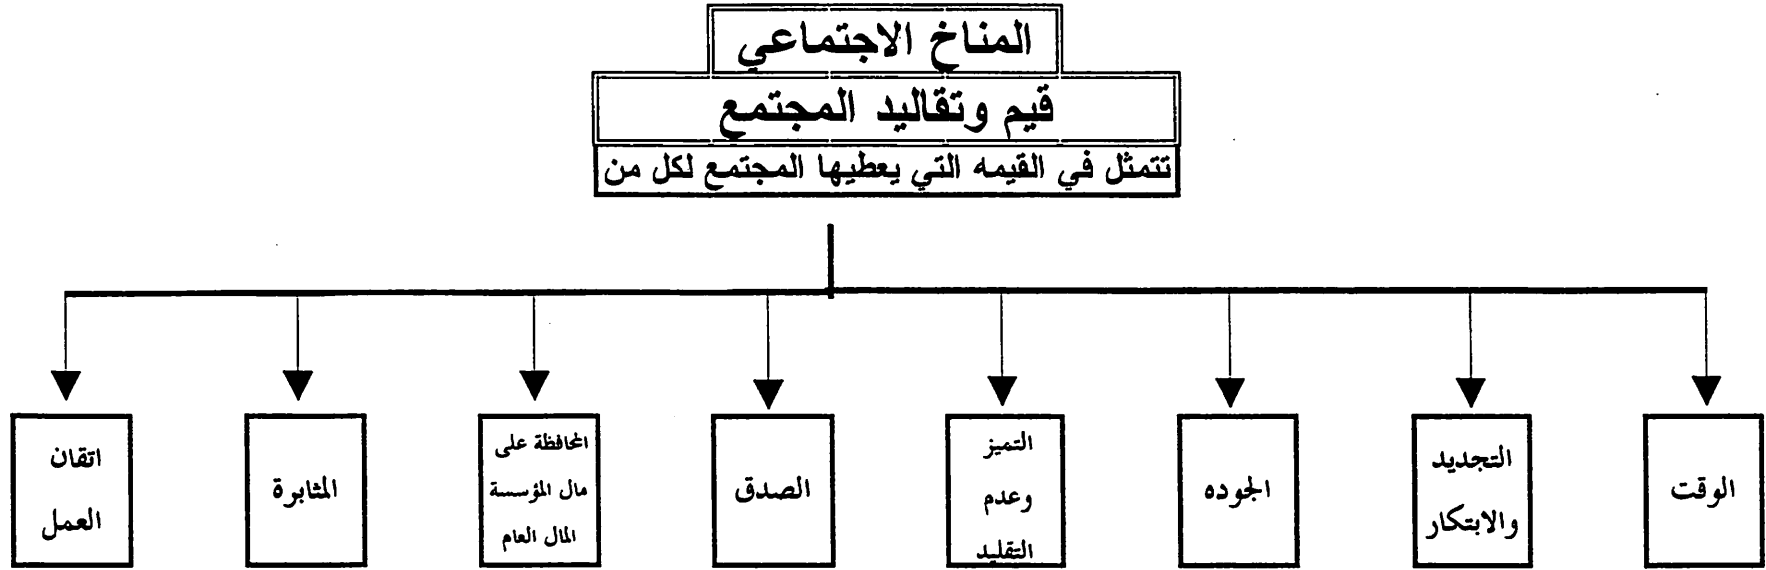 المناخ الاجتماعي
قيم وتقاليد المجتمع
تتمثل في القيمه التي يعطيها المجتمع لكل من
الوقت
التجديد
والابتكار
الجوده
التميز
وعدم
التقليد
الصدق
المحافظة على
مال المؤسسة
المال العام
المثابرة
اتقان
العمل